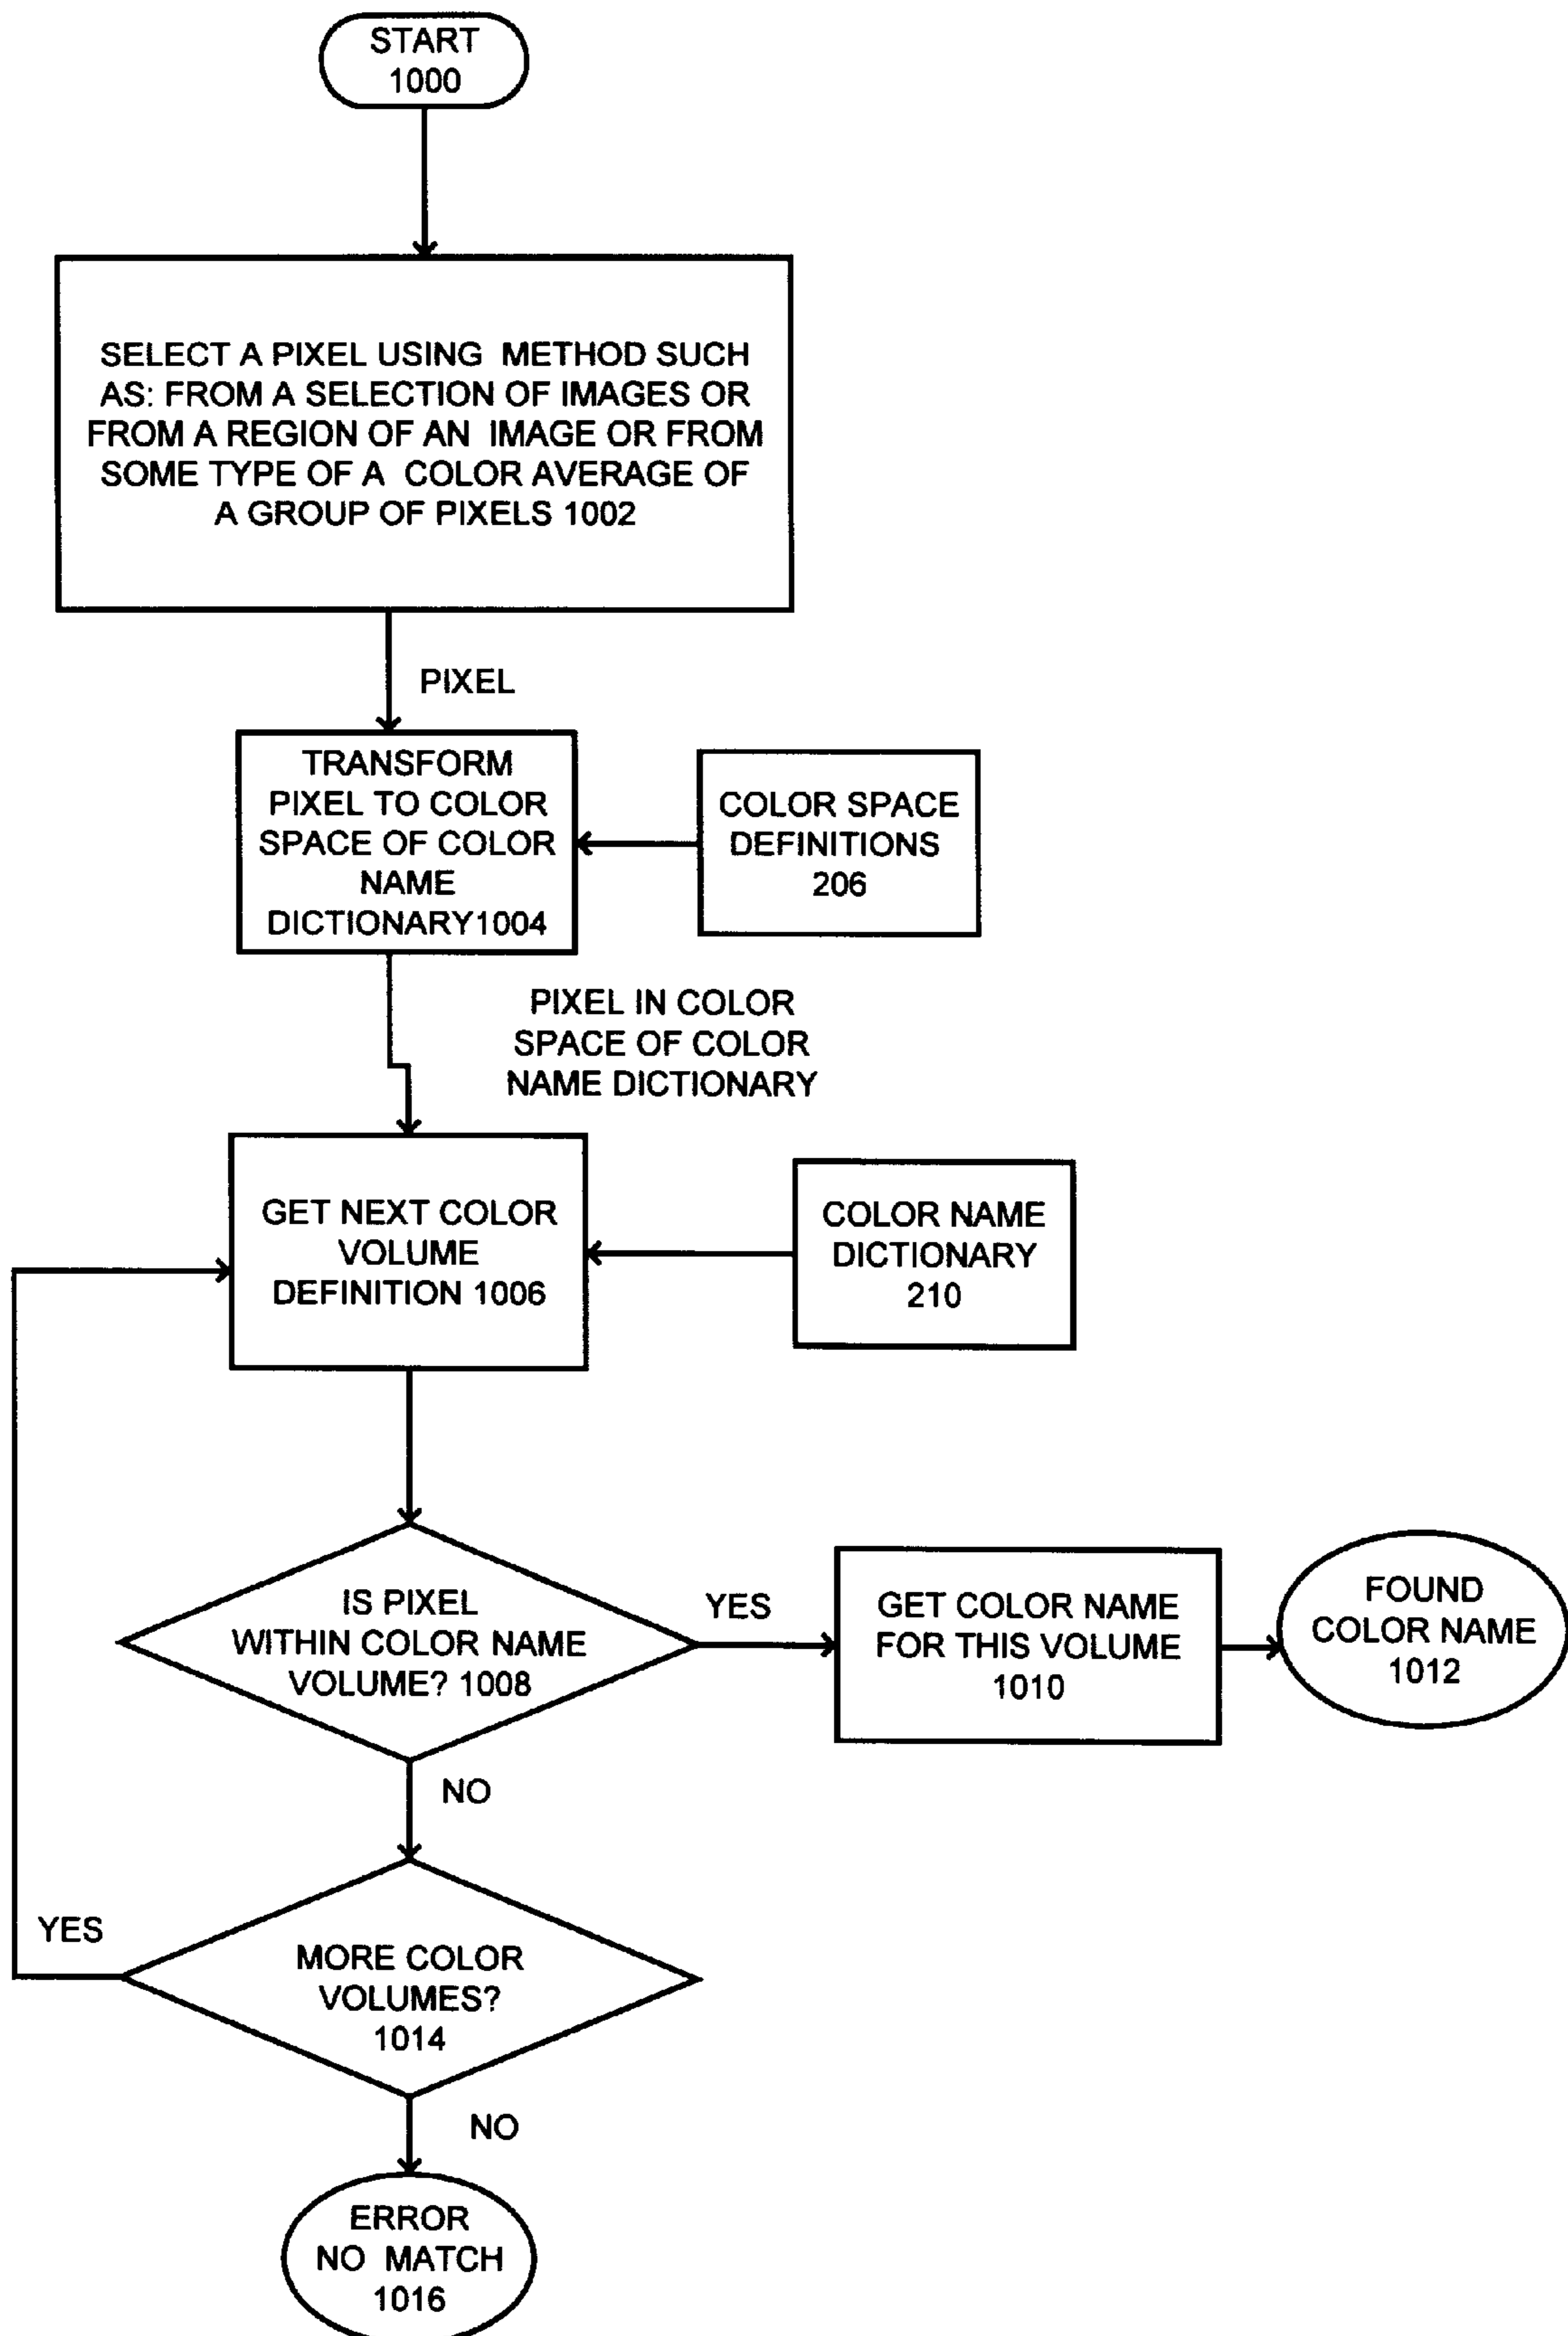 START
1000
SELECT A PIXEL USING METHOD SUCH
AS: FROM A SELECTION OF IMAGES OR
FROM A REGION OF AN IMAGE OR FROM
SOME TYPE OF A COLOR AVERAGE OF
A GROUP OF PIXELS 1002
PIXEL
TRANSFORM
PIXEL TO COLOR
SPACE OF COLOR
NAME
DICTIONARY1004
COLOR SPACE
DEFINITIONS
206
PIXEL IN COLOR
SPACE OF COLOR
NAME DICTIONARY
GET NEXT COLOR
VOLUME
DEFINITION 1006
COLOR NAME
DICTIONARY
210
IS PIXEL
WITHIN COLOR NAME
VOLUME? 1008
YES
GET COLOR NAME
FOR THIS VOLUME
1010
FOUND
COLOR NAME
1012
NO
YES
MORE COLOR
VOLUMES?
1014
NO
ERROR
NO MATCH
1016